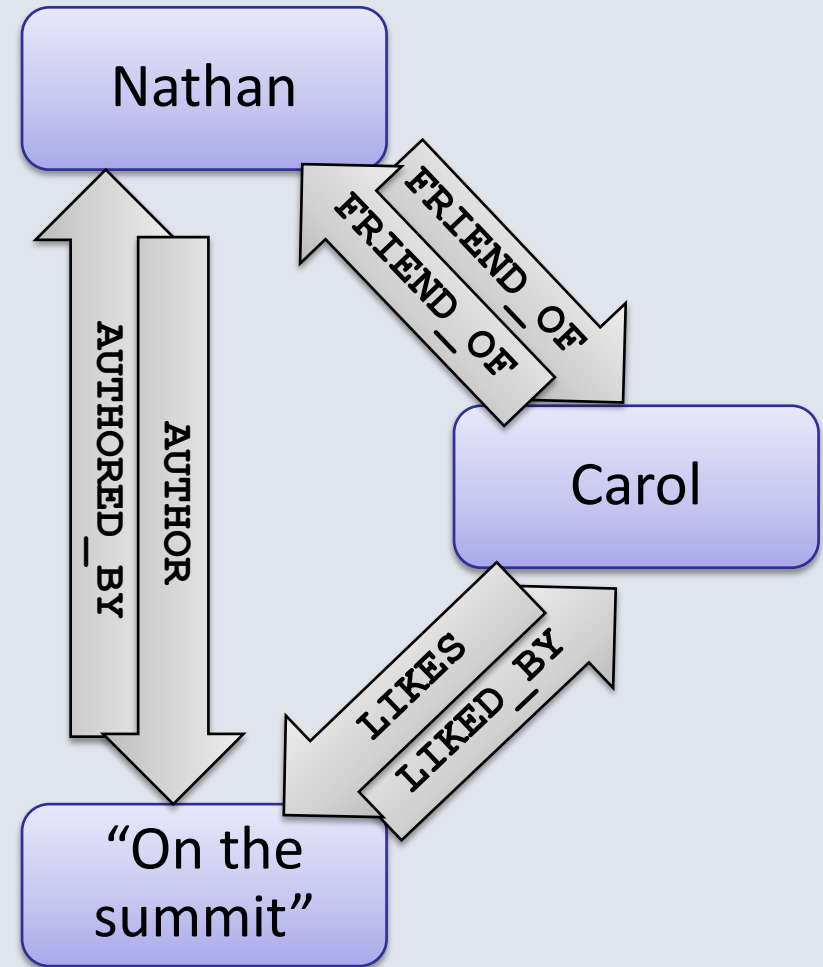 Nathan
FRIEND_OF
FRIEND_OF
AUTHORED_BY
AUTHOR
Carol
LIKES
LIKED_BY
“On the
summit”